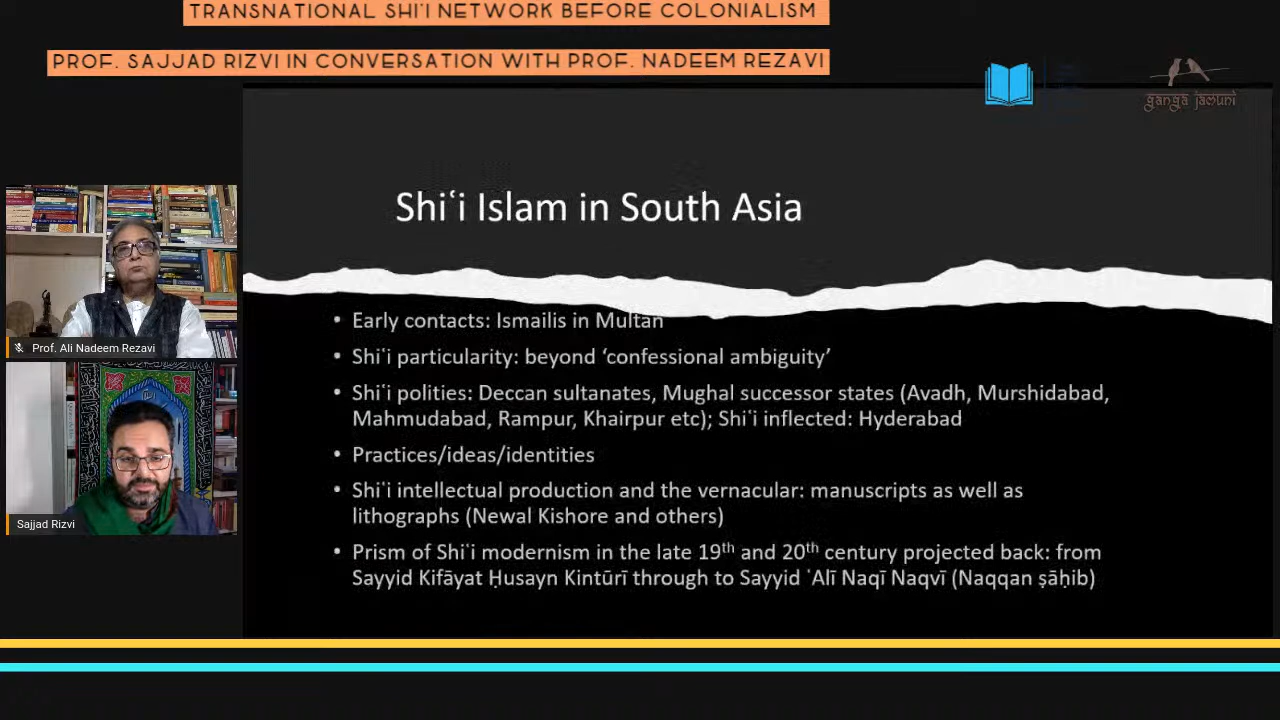 TRANSNATIONAL SHI'I NETWORK BEFORE COLONIALISM
PROF. SAJJAD RIZVI IN CONVERSATION WITH PROF. NADEEM REZAVI
ganga jamuni
Shiʿi Islam in South Asia
• Early contacts: Ismailis in Multan
• Shiʿi particularity: beyond ‘confessional ambiguity’
• Shiʿi polities: Deccan sultanates, Mughal successor states (Avadh, Murshidabad,
Mahmudabad, Rampur, Khairpur etc); Shiʿi inflected: Hyderabad
• Practices/ideas/identities
• Shiʿi intellectual production and the vernacular: manuscripts as well as
lithographs (Newal Kishore and others)
• Prism of Shiʿi modernism in the late 19th and 20th century projected back: from
Sayyid Kifāyat Ḥusayn Kintūrī through to Sayyid ʿAlī Naqī Naqvī (Naqqan ṣāḥib)
Prof. Ali Nadeem Rezavi
Sajjad Rizvi